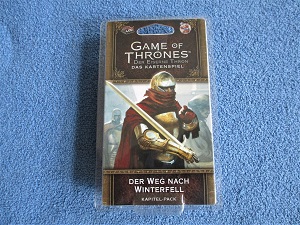 GAME OF
THRONES
DER EISERNE THRON
DAS KARTENSPIEL
DER WEG NACH
WINTERFELL
KAPITEL-PACK